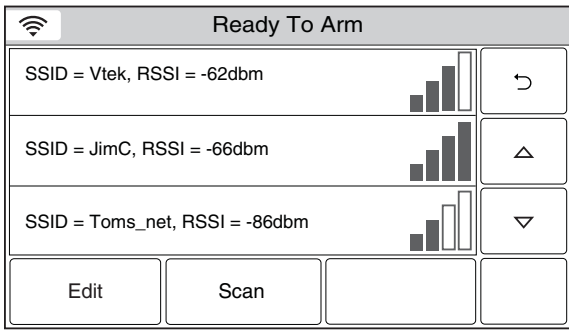 Ready To Arm
SSID = Vtek, RSSI = -62dbm
SSID = JimC, RSSI = -66dbm
SSID = Toms_net, RSSI = -86dbm
Edit
Scan